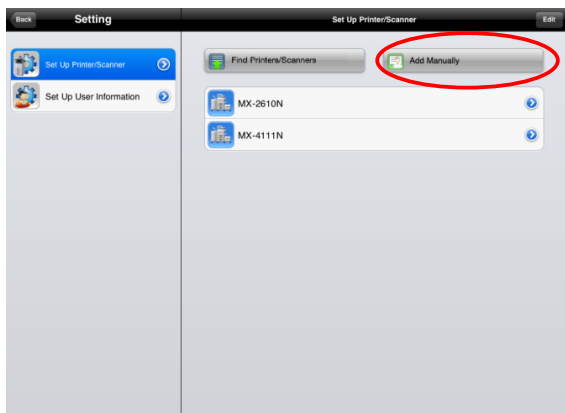 Back
Setting
Set Up Printer/Scanner
Edit
Set Up Printer/Scanner
Set Up User Information
Find Printers/Scanners
Add Manually
MX-2610N
MX-4111N